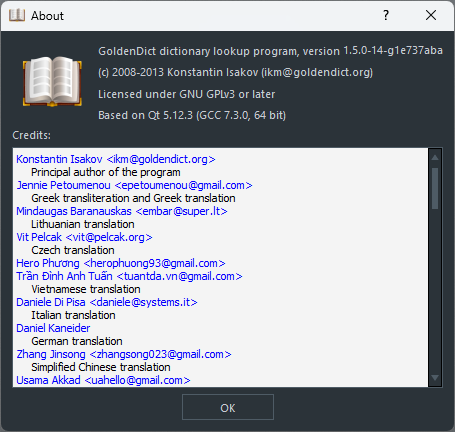 About
?
GoldenDict dictionary lookup program, version 1.5.0-14-g1e737aba
(c) 2008-2013 Konstantin Isakov (ikm@goldendict.org)
Licensed under GNU GPLv3 or later
Based on Qt 5.12.3 (GCC 7.3.0, 64 bit)
Credits:
Konstantin Isakov <ikm@goldendict.org>
Principal author of the program
Jennie Petoumenou <epetoumenou@gmail.com>
Greek transliteration and Greek translation
Mindaugas Baranauskas <embar@super.lt>
Lithuanian translation
Vit Pelcak <vit@pelcak.org>
Czech translation
Hero Phương <herophuong93@gmail.com>
Trần Đình Anh Tuấn <tuantda.vn@gmail.com>
Vietnamese translation
Daniele Di Pisa <daniele@systems.it>
Italian translation
Daniel Kaneider
German translation
Zhang Jinsong <zhangsong023@gmail.com>
Simplified Chinese translation
Usama Akkad <uahello@gmail.com>
OK